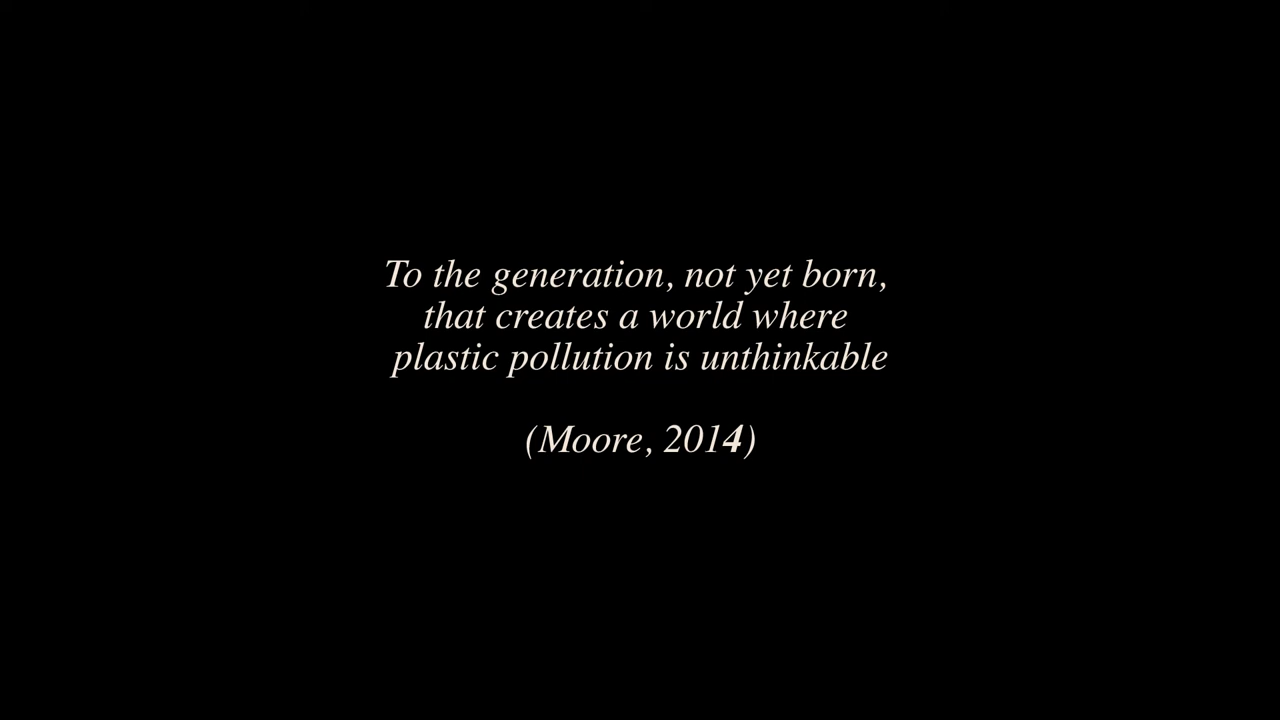 To the generation, not yet born,
that creates a world where
plastic pollution is unthinkable
(Moore, 2014)